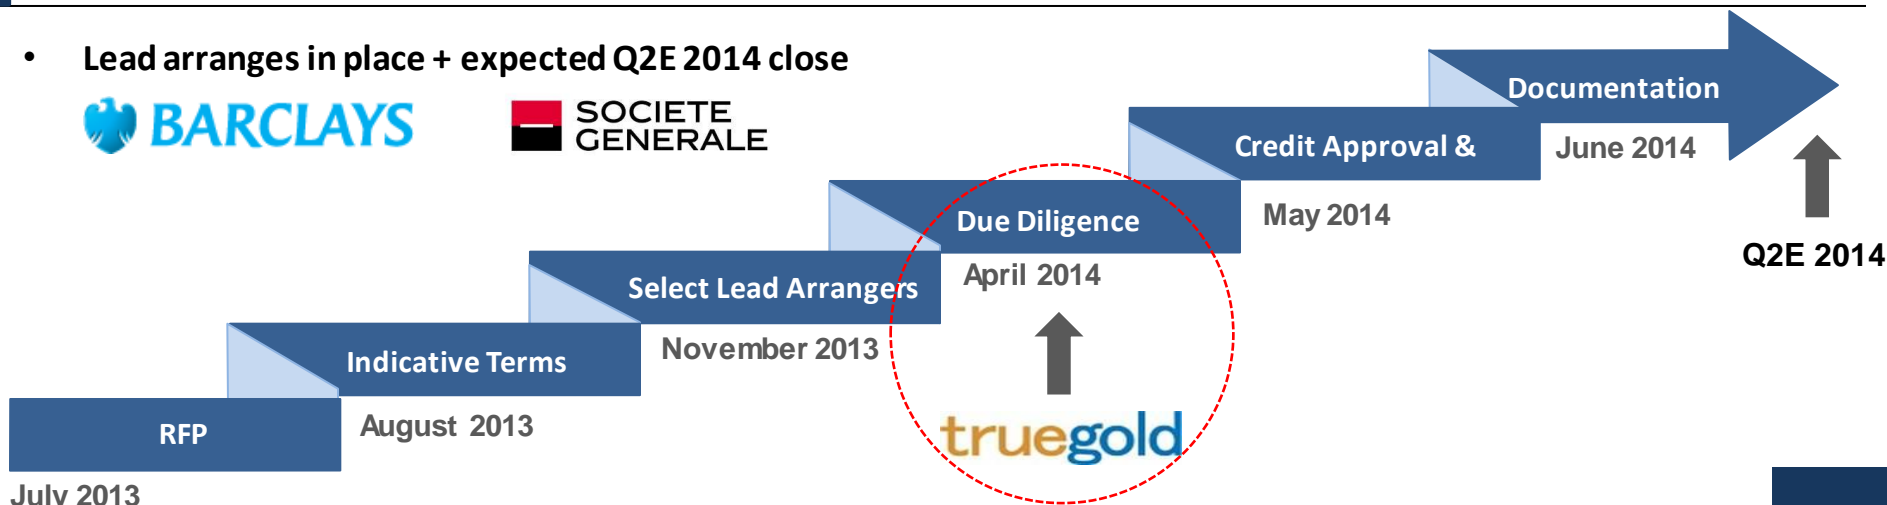 • Lead arranges in place + expected Q2E 2014 close
BARCLAYS
SOCIETE
GENERALE
Documentation
June 2014
Credit Approval &
May 2014
Q2E 2014
Due Diligence
April 2014
Select Lead Arrangers
November 2013
truegold
Indicative Terms
August 2013
RFP
July 2013